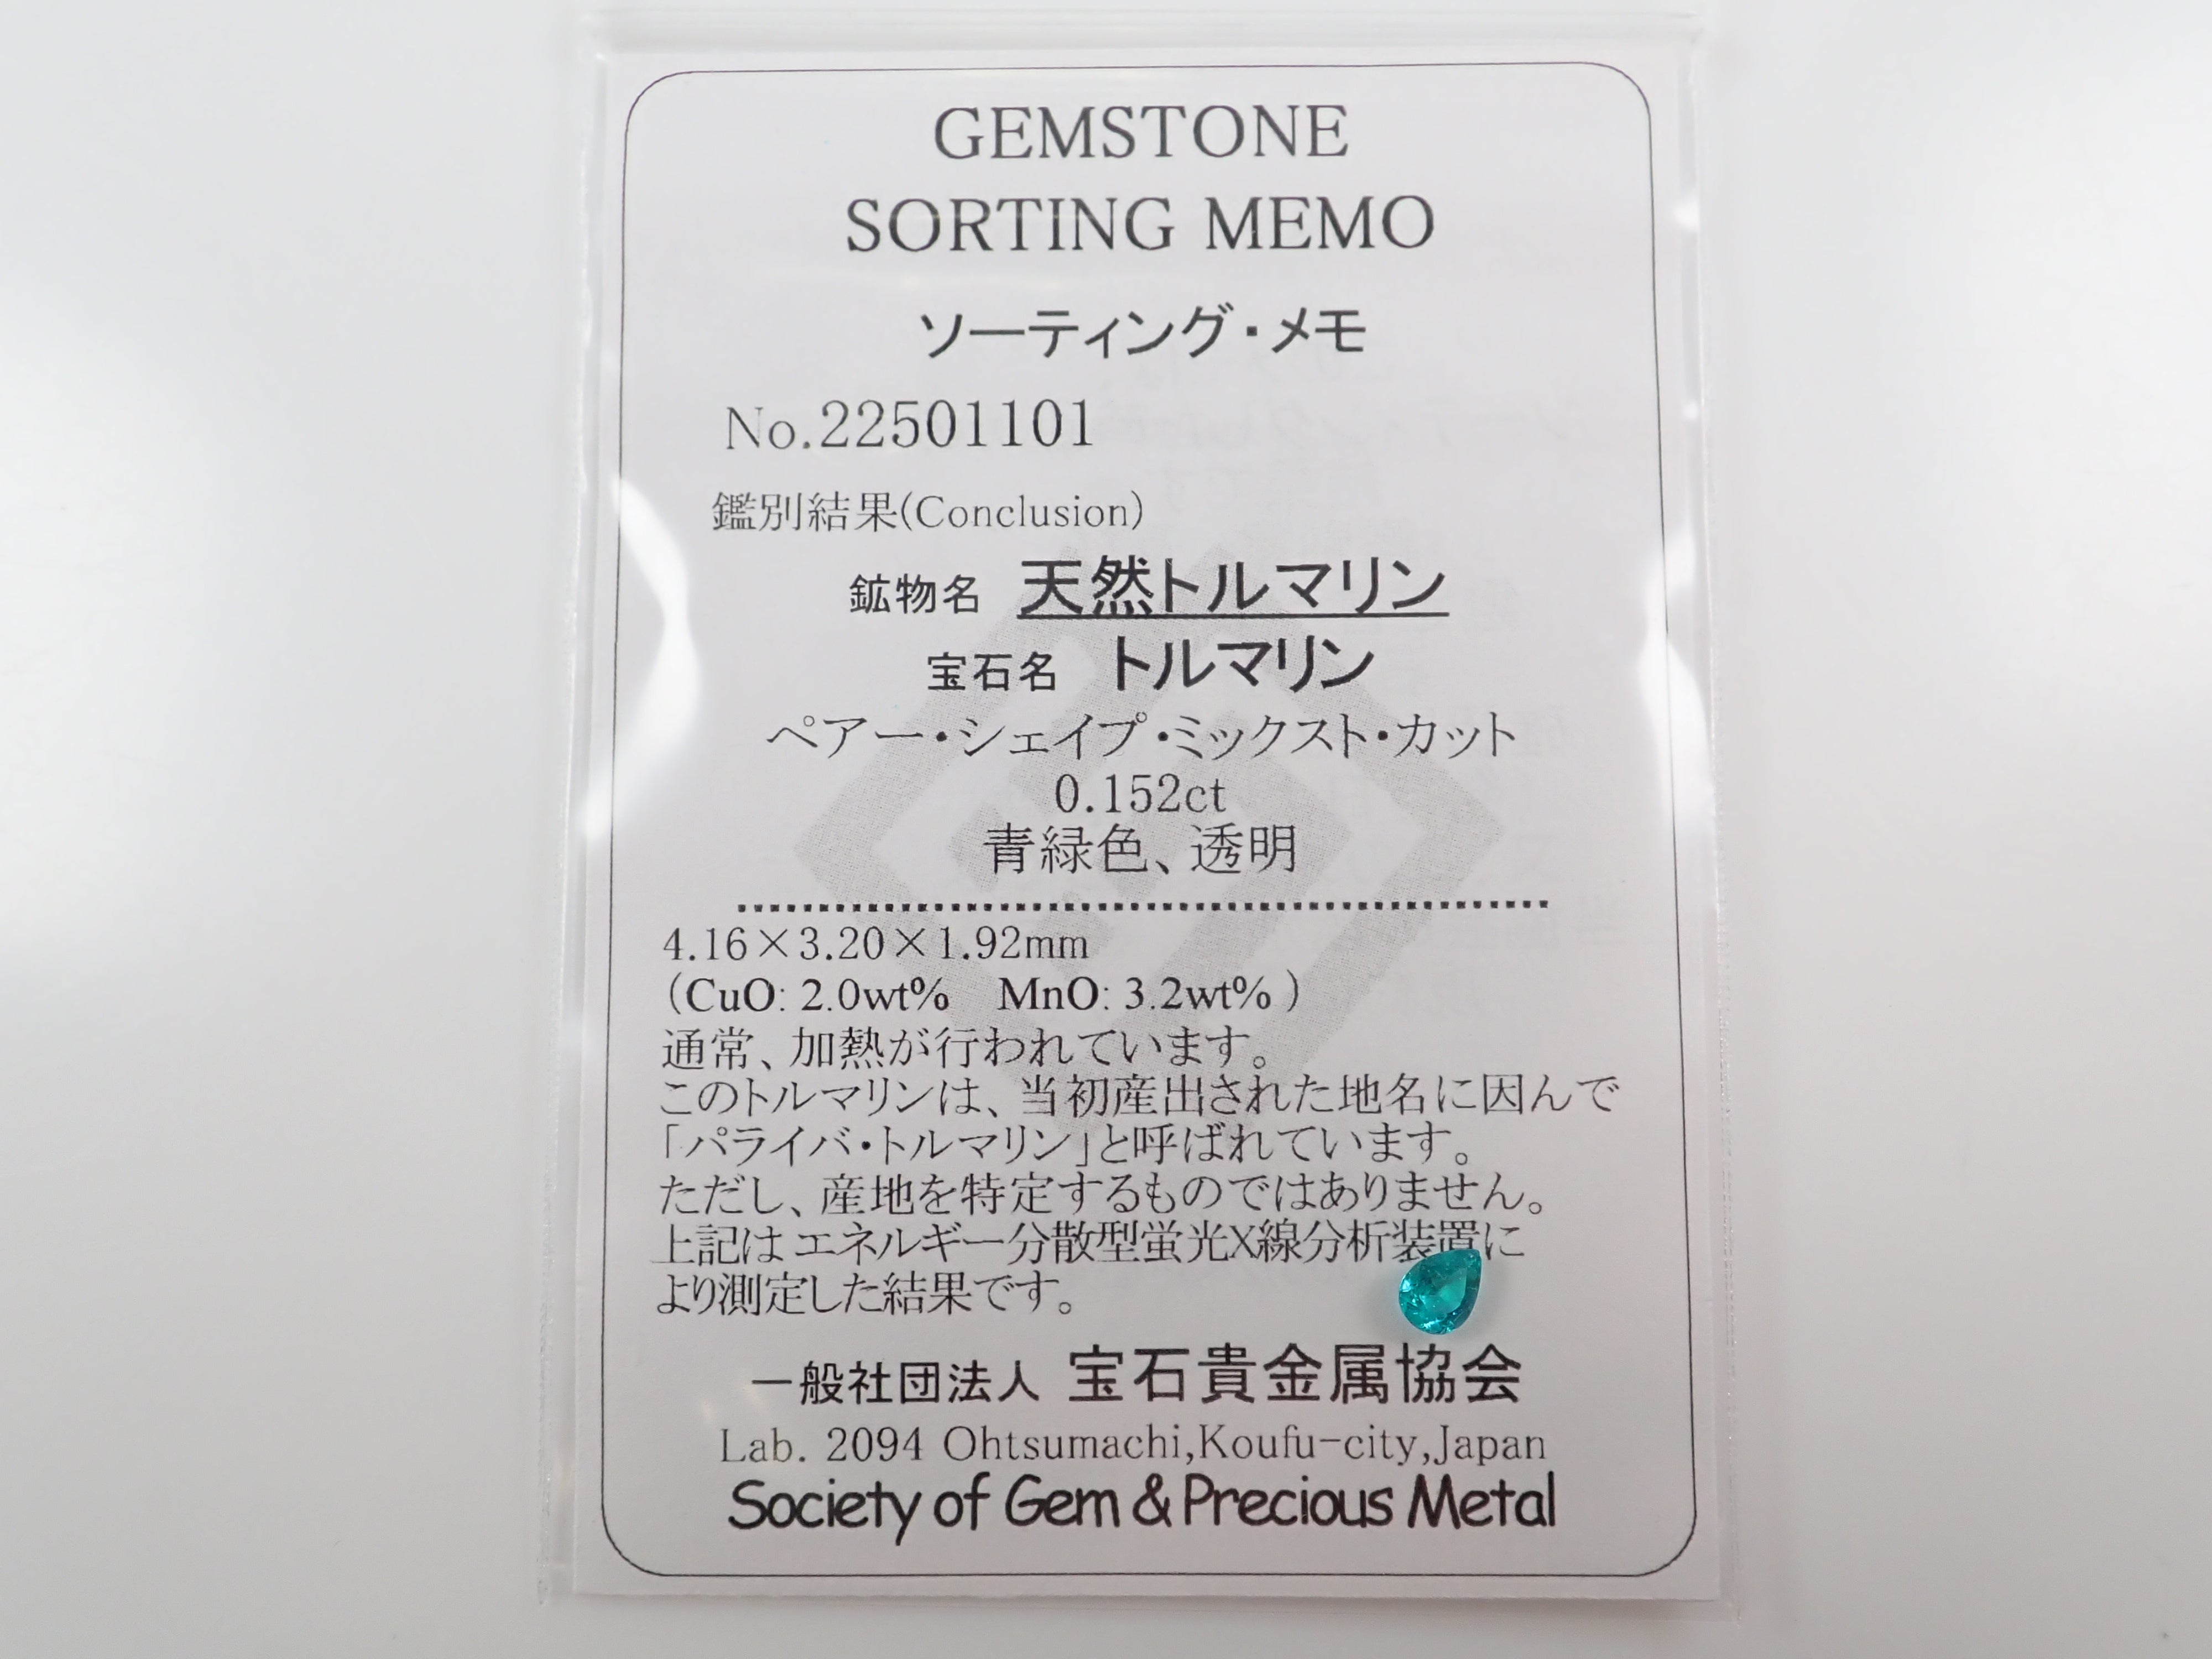 GEMSTONE
SORTING MEMO
ソーティング・メモ
No.22501101
鑑別結果(Conclusion)
鉱物名 天然トルマリン
宝石名 トルマリン
ペアー・シェイプ・ミックスト・カット
0.152ct
青緑色、透明
4.16×3.20×1.92mm
(CuO: 2.0wt% MnO: 3.2wt% )
通常、加熱が行われています。
このトルマリンは、当初産出された地名に因んで
「パライバ・トルマリン」と呼ばれています。
ただし、産地を特定するものではありません。
上記はエネルギー分散型蛍光X線分析装置に
より測定した結果です。
一般社団法人 宝石貴金属協会
Lab. 2094 Ohtsumachi,Koufu-city,Japan
Society of Gem & Precious Metal